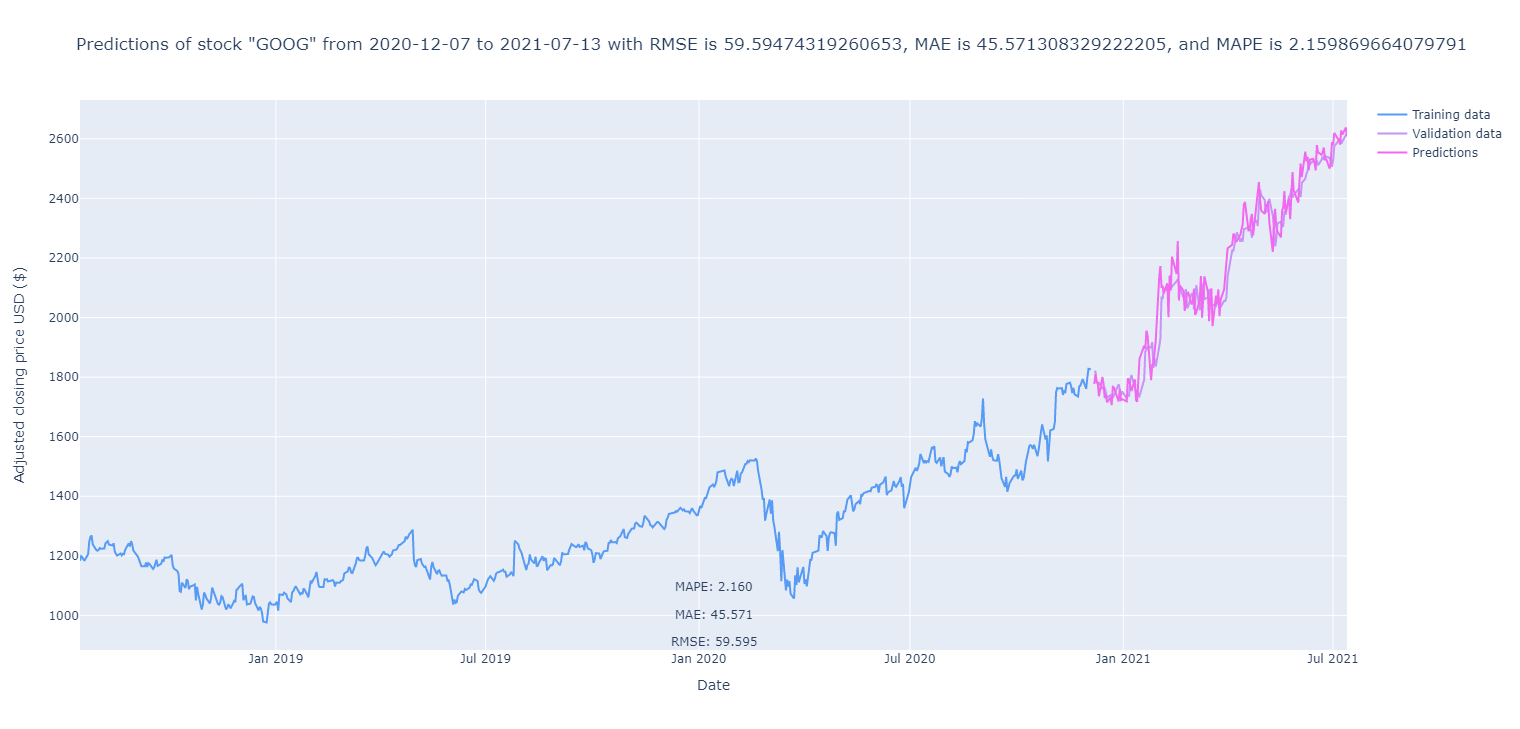 Predictions of stock "GOOG" from 2020-12-07 to 2021-07-13 with RMSE is 59.59474319260653, MAE is 45.571308329222205, and MAPE is 2.159869664079791
Training data
Validation data
Predictions
Adjusted closing price USD ($)
2600
2400
2200
2000
1800
1600
1400
1200
1000
MAPE: 2.160
MAE: 45.571
RMSE: 59.595
Jan 2019
Jul 2019
Jan 2020
Jul 2020
Jan 2021
Jul 2021
Date